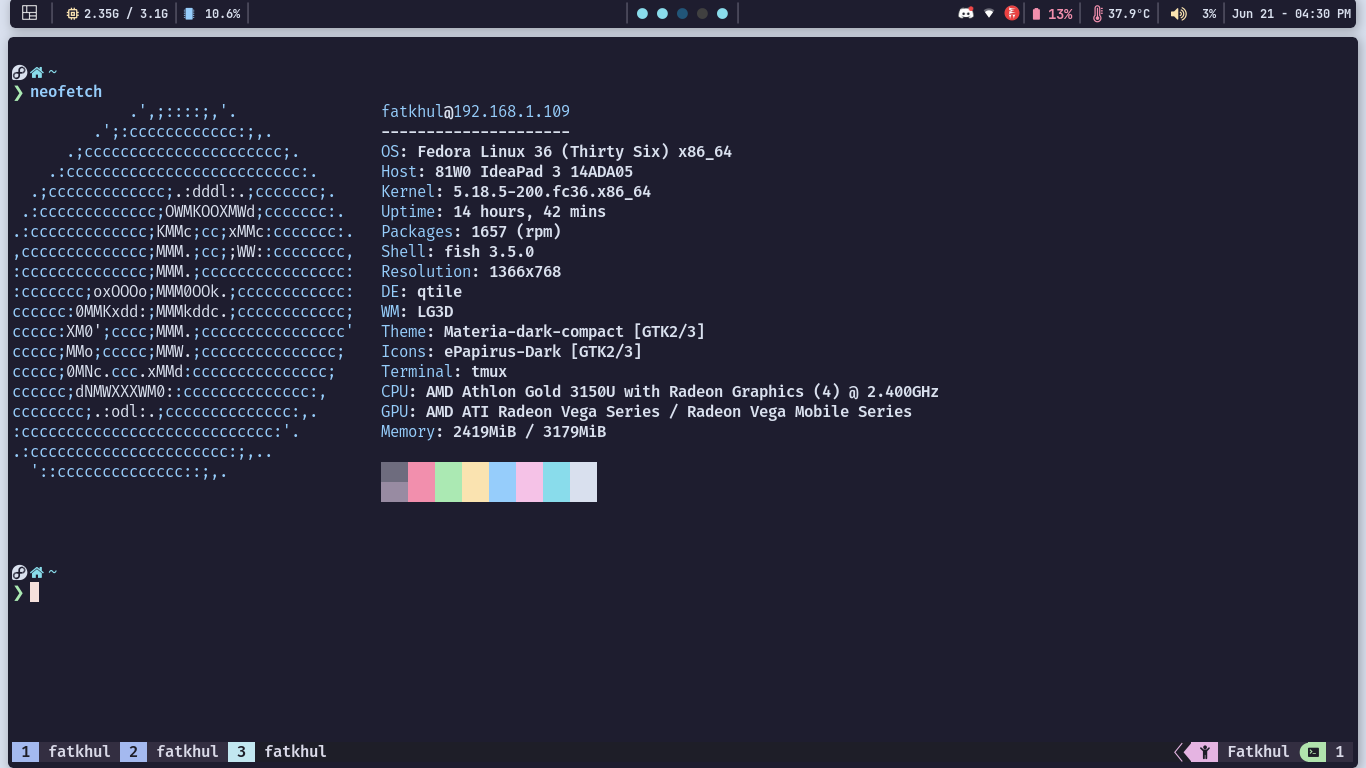 2.35G / 3.1G 10.6% 13% 37.9°C 3% Jun 21 - 04:30 PM
~
❯ neofetch
.',;::::;,'. fatkhul@192.168.1.109
.';:cccccccccccc:;,. ---------------------
.;cccccccccccccccccccccc;. OS: Fedora Linux 36 (Thirty Six) x86_64
.:cccccccccccccccccccccccccc:. Host: 81W0 IdeaPad 3 14ADA05
.;ccccccccccccc;.:dddl:.;ccccccc;. Kernel: 5.18.5-200.fc36.x86_64
.:ccccccccccccc;OWMKOOXMWd;ccccccc:. Uptime: 14 hours, 42 mins
.:ccccccccccccc;KMMc;cc;xMMc:ccccccc:. Packages: 1657 (rpm)
,cccccccccccccc;MMM.;cc;;WW::cccccccc, Shell: fish 3.5.0
:cccccccccccccc;MMM.;cccccccccccccccc: Resolution: 1366x768
:ccccccc;oxOOOo;MMM0OOk.;cccccccccccc: DE: qtile
cccccc:0MMKxdd:;MMMkddc.;cccccccccccc; WM: LG3D
ccccc:XM0';cccc;MMM.;cccccccccccccccc' Theme: Materia-dark-compact [GTK2/3]
ccccc;MMo;ccccc;MMW.;ccccccccccccccc; Icons: ePapirus-Dark [GTK2/3]
ccccc;0MNc.ccc.xMMd:ccccccccccccccc; Terminal: tmux
cccccc;dNMWXXXWM0::cccccccccccccc:, CPU: AMD Athlon Gold 3150U with Radeon Graphics (4) @ 2.400GHz
cccccccc;.:odl:.;cccccccccccccc:,. GPU: AMD ATI Radeon Vega Series / Radeon Vega Mobile Series
:cccccccccccccccccccccccccccc:'. Memory: 2419MiB / 3179MiB
.:cccccccccccccccccccccc:;,..
'::cccccccccccccc::;,.
~
❯
1 fatkhul 2 fatkhul 3 fatkhul Fatkhul 1